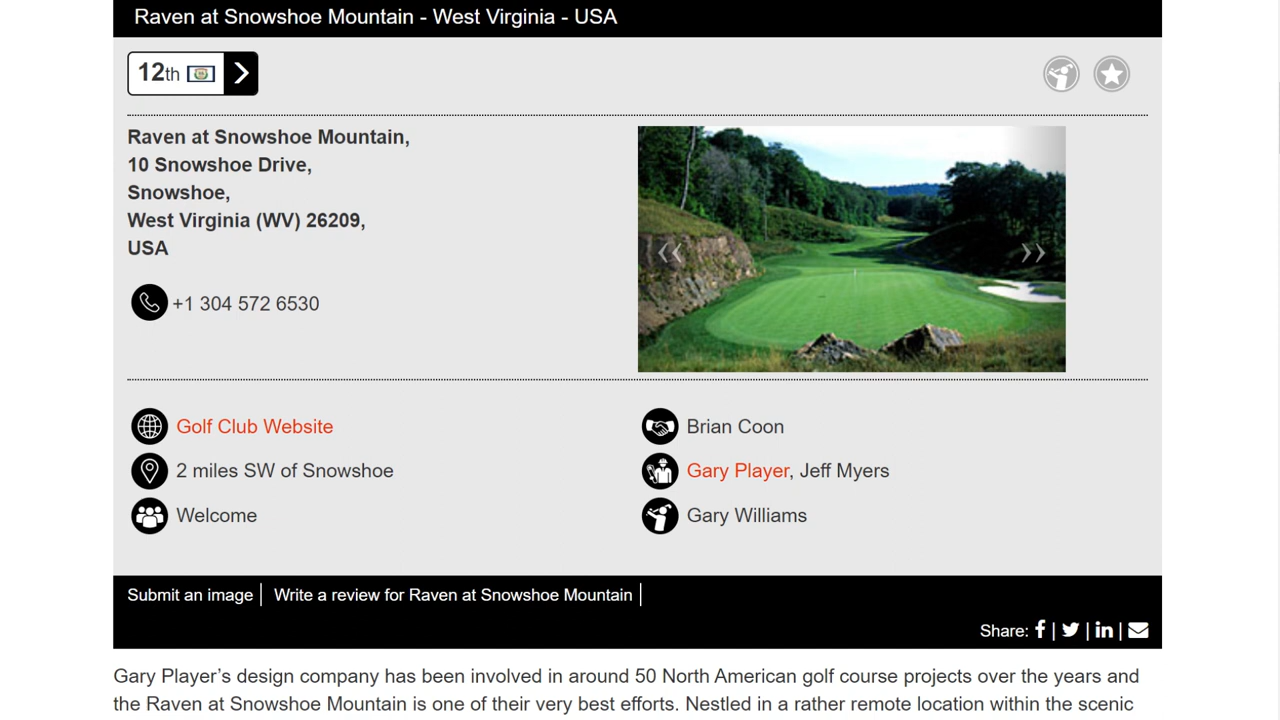 Raven at Snowshoe Mountain - West Virginia - USA
12th
Raven at Snowshoe Mountain,
10 Snowshoe Drive,
Snowshoe,
West Virginia (WV) 26209,
USA
+1 304 572 6530
Golf Club Website
2 miles SW of Snowshoe
Welcome
Brian Coon
Gary Player, Jeff Myers
Gary Williams
Submit an image | Write a review for Raven at Snowshoe Mountain |
Share: f | | in |
Gary Player’s design company has been involved in around 50 North American golf course projects over the years and
the Raven at Snowshoe Mountain is one of their very best efforts. Nestled in a rather remote location within the scenic